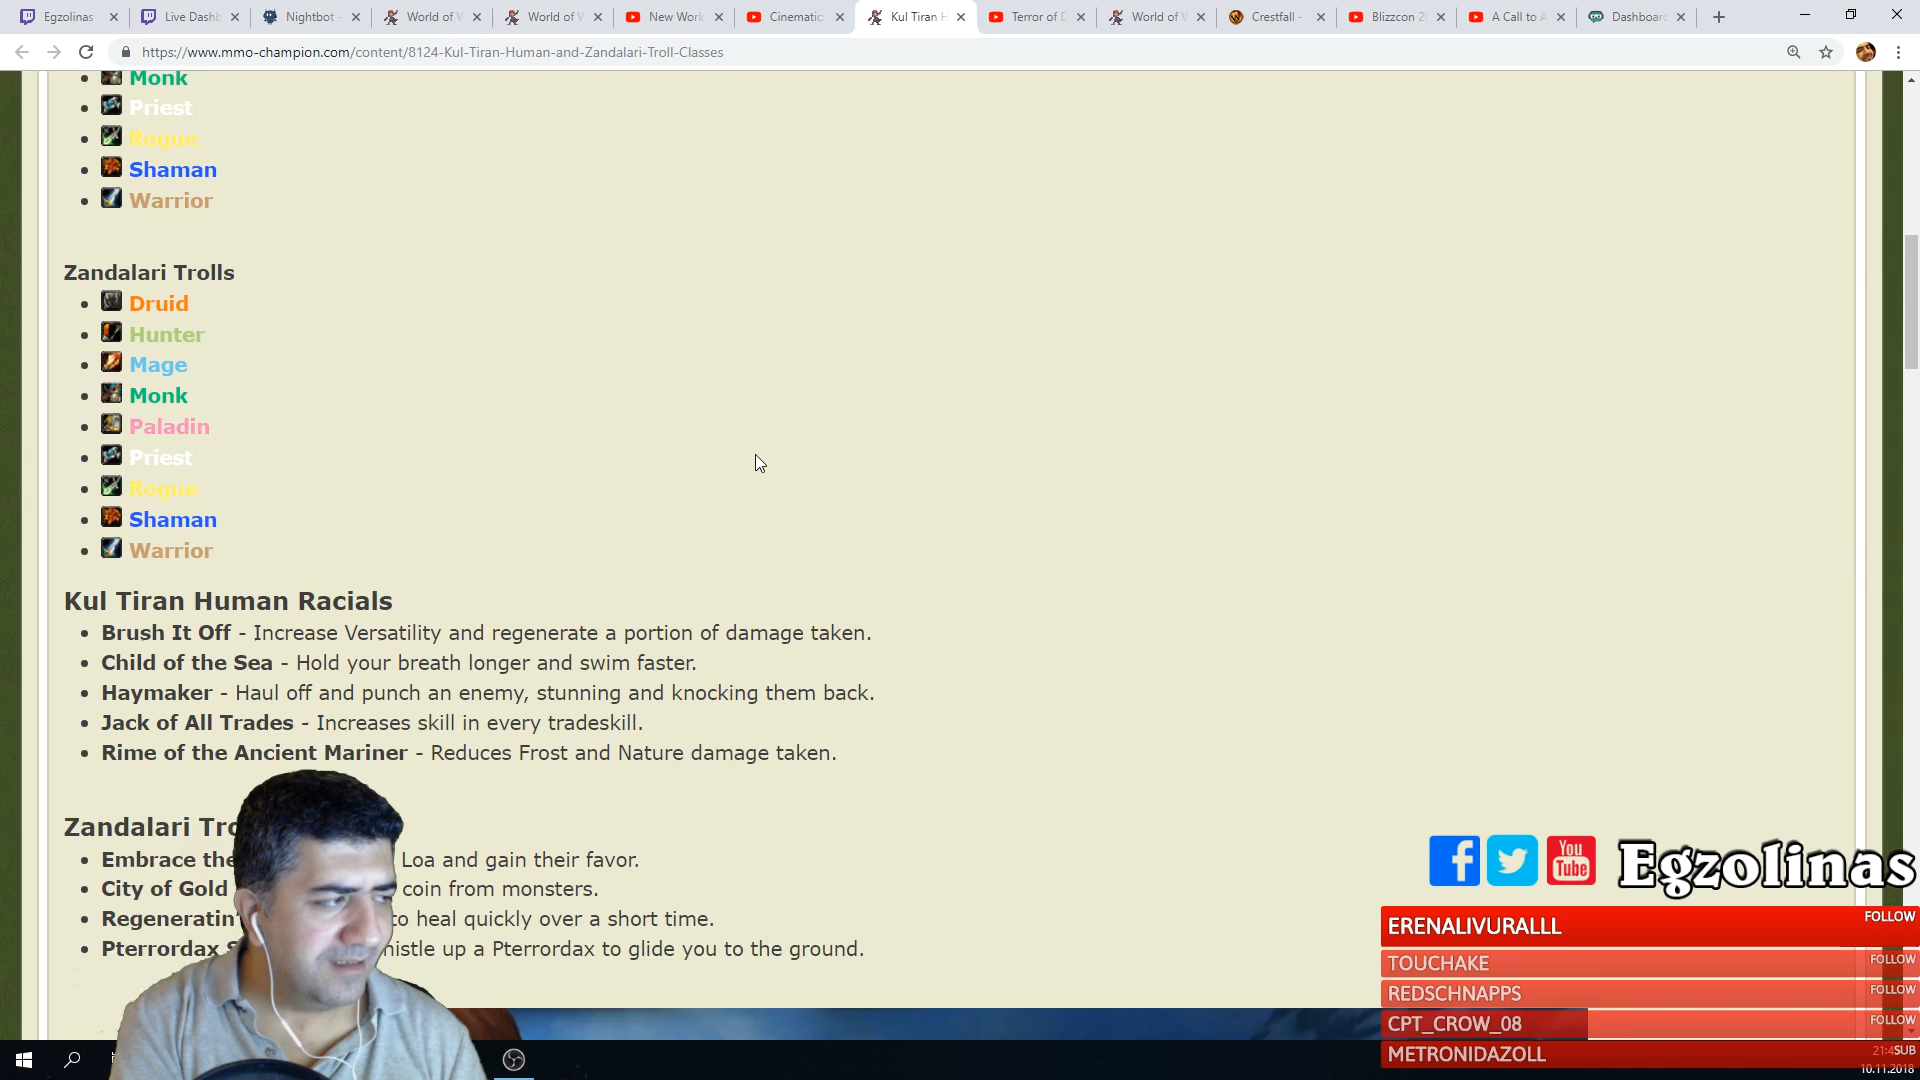 Egzolinas -
Live Dashb
Nightbot -
World of W
World of W
New World
Cinematic:
Kul Tiran H
Terror of D
World of W
Crestfall -
Blizzcon 2
A Call to A
Dashboard
https://www.mmo-champion.com/content/8124-Kul-Tiran-Human-and-Zandalari-Troll-Classes
Monk
Priest
Rogue
Shaman
Warrior
Zandalari Trolls
Druid
Hunter
Mage
Monk
Paladin
Priest
Rogue
Shaman
Warrior
Kul Tiran Human Racials
Brush It Off - Increase Versatility and regenerate a portion of damage taken.
Child of the Sea - Hold your breath longer and swim faster.
Haymaker - Haul off and punch an enemy, stunning and knocking them back.
Jack of All Trades - Increases skill in every tradeskill.
Rime of the Ancient Mariner - Reduces Frost and Nature damage taken.
Zandalari Tro
Embrace the Loa and gain their favor.
City of Gold coin from monsters.
Regeneratin' to heal quickly over a short time.
Pterrordax S histle up a Pterrordax to glide you to the ground.
You
Tube
Egzolinas
ERENALIVURALLL FOLLOW
TOUCHAKE FOLLOW
REDSCHNAPPS FOLLOW
CPT_CROW_08 FOLLOW
METRONIDAZOLL SUB
21:4
10.11.2018